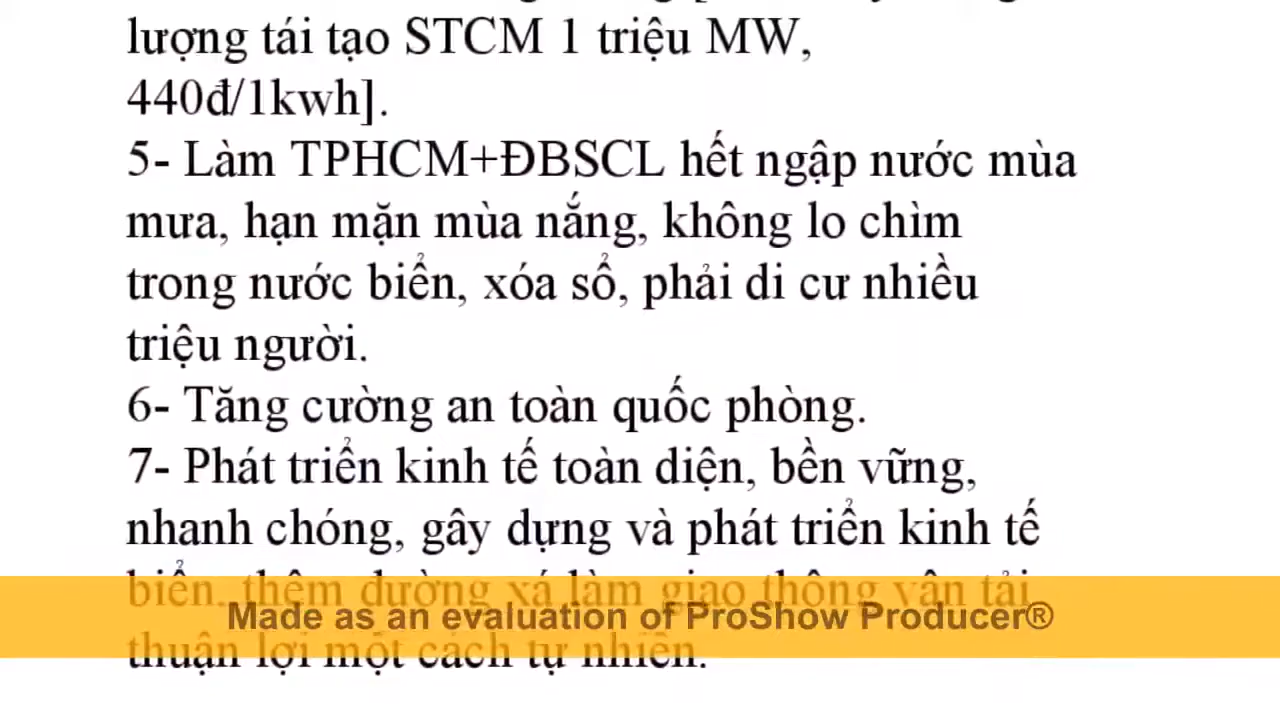 lượng tái tạo STCM 1 triệu MW,
440đ/1kwh].
5- Làm TPHCM+ĐBSCL hết ngập nước mùa
mưa, hạn mặn mùa nắng, không lo chìm
trong nước biển, xóa sổ, phải di cư nhiều
triệu người.
6- Tăng cường an toàn quốc phòng.
7- Phát triển kinh tế toàn diện, bền vững,
nhanh chóng, gây dựng và phát triển kinh tế
biển, thêm đường xá làm giao thông vận tải
Made as an evaluation of ProShow Producer®
thuận lợi một cách tự nhiên.